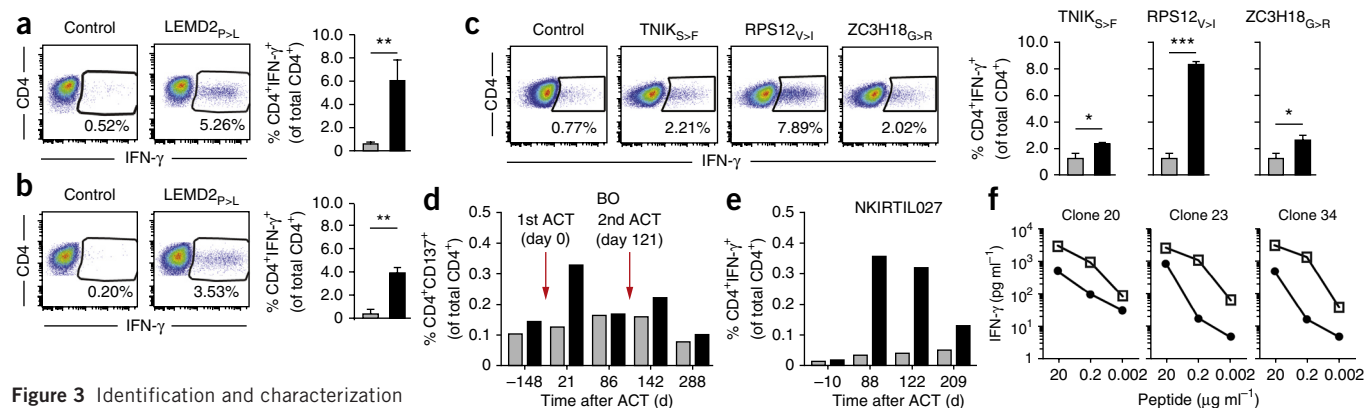 a
Control
LEMD2P>L
CD4
0.52%
5.26%
IFN-γ
% CD4+IFN-γ+
(of total CD4+)
8.0
6.0
4.0
2.0
0
**
b
Control
LEMD2P>L
CD4
0.20%
3.53%
IFN-γ
% CD4+IFN-γ+
(of total CD4+)
8.0
6.0
4.0
2.0
0
**
c
Control
TNIKS>F
RPS12V>I
ZC3H18G>R
CD4
0.77%
2.21%
7.89%
2.02%
IFN-γ
TNIKS>F
RPS12V>I
ZC3H18G>R
% CD4+IFN-γ+
(of total CD4+)
10.0
8.0
6.0
4.0
2.0
0
*
***
*
d
BO
1st ACT
(day 0)
2nd ACT
(day 121)
% CD4+CD137+
(of total CD4+)
0.5
0.4
0.3
0.2
0.1
0
–148 21 86 142 288
Time after ACT (d)
e
NKIRTIL027
% CD4+IFN-γ+
(of total CD4+)
0.5
0.4
0.3
0.2
0.1
0
–10 88 122 209
Time after ACT (d)
f
Clone 20
Clone 23
Clone 34
IFN-γ (pg ml–1)
104
103
102
101
1
20 0.2 0.002
20 0.2 0.002
20 0.2 0.002
Peptide (μg ml–1)
Figure 3 Identification and characterization